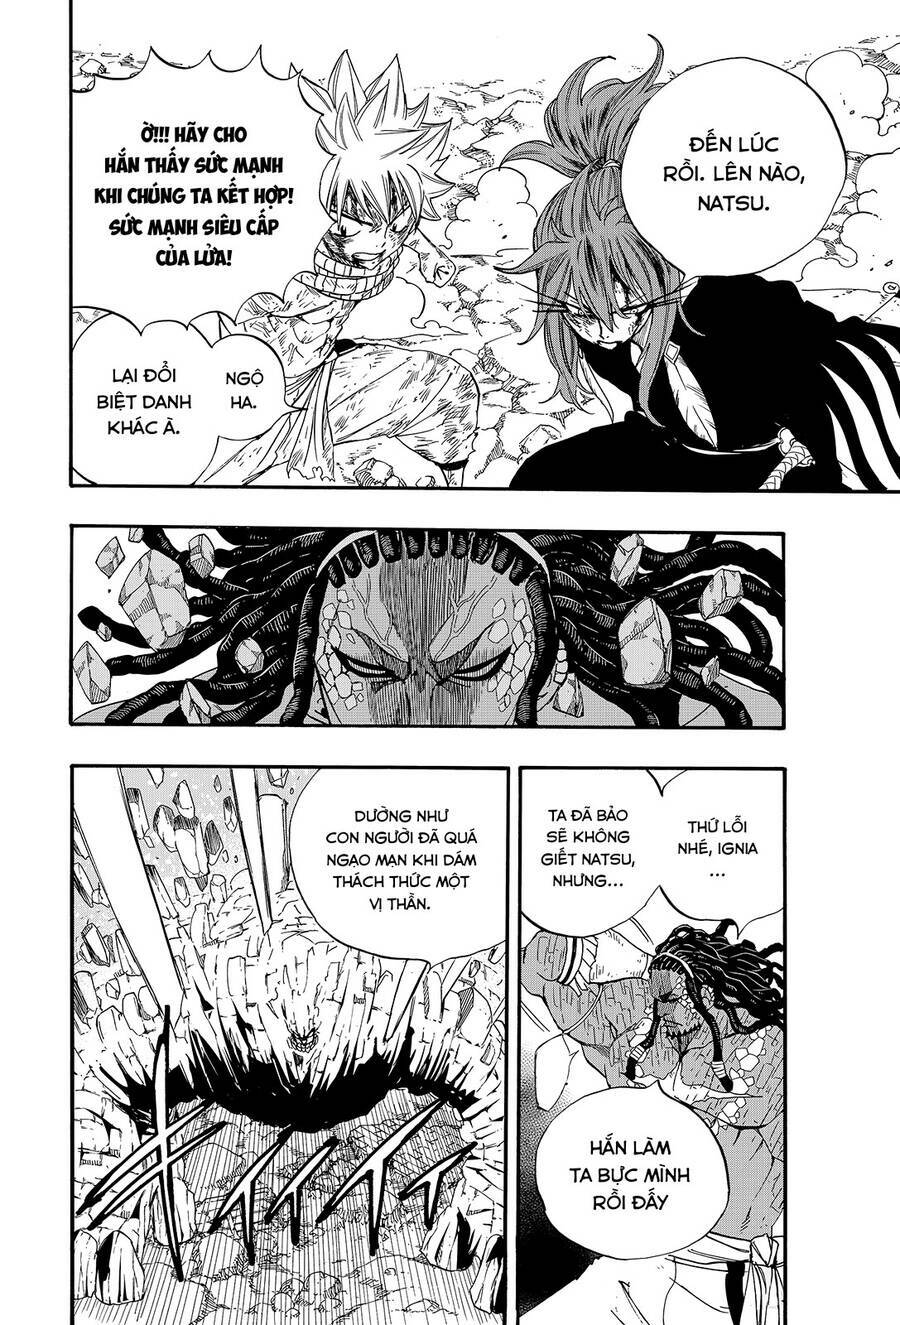 ĐẾN LÚC
RỒI. LÊN NÀO,
NATSU.
Ờ!!! HÃY CHO
HẮN THẤY SỨC MẠNH
KHI CHÚNG TA KẾT HỢP!
SỨC MẠNH SIÊU CẤP
CỦA LỬA!
NGỘ
HA.
LẠI ĐỔI
BIỆT DANH
KHÁC À.
THỨ LỖI
NHÉ, IGNIA
...
TA ĐÃ BẢO
SẼ KHÔNG
GIẾT NATSU,
NHƯNG...
HẮN LÀM
TA BỰC MÌNH
RỒI ĐẤY
DƯỜNG NHƯ
CON NGƯỜI ĐÃ QUÁ
NGẠO MẠN KHI DÁM
THÁCH THỨC MỘT
VỊ THẦN.